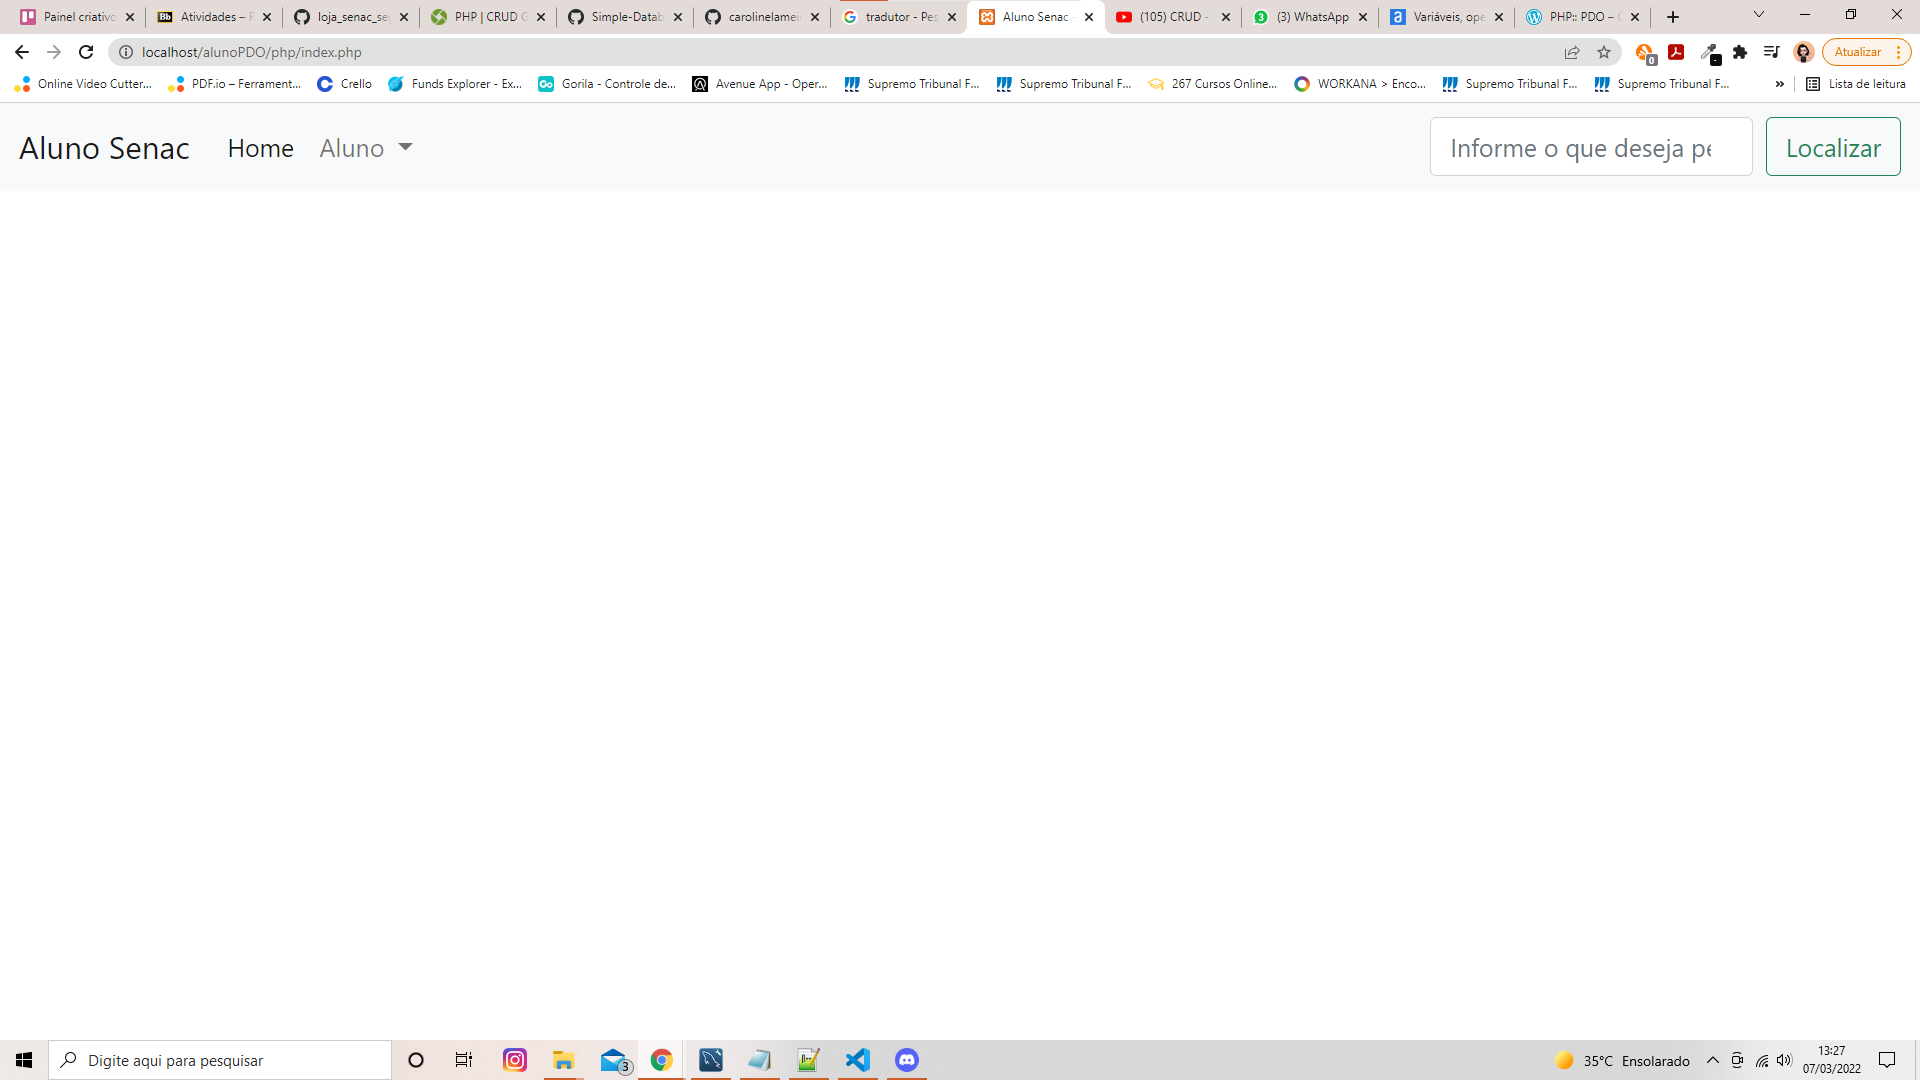 Painel criativo
Atividades – F
loja_senac_se
PHP | CRUD G
Simple-Datab
carolinelamei
tradutor - Pes
Aluno Senac
(105) CRUD -
(3) WhatsApp
Variáveis, ope
PHP:: PDO – C
localhost/alunoPDO/php/index.php
0
Atualizar
Online Video Cutter...
PDF.io – Ferrament...
Crello
Funds Explorer - Ex...
Gorila - Controle de...
Avenue App - Oper...
Supremo Tribunal F...
Supremo Tribunal F...
267 Cursos Online...
WORKANA > Enco...
Supremo Tribunal F...
Supremo Tribunal F...
»
Lista de leitura
Aluno Senac
Home
Aluno
Informe o que deseja pe
Localizar
Digite aqui para pesquisar
3
35°C Ensolarado
13:27
07/03/2022